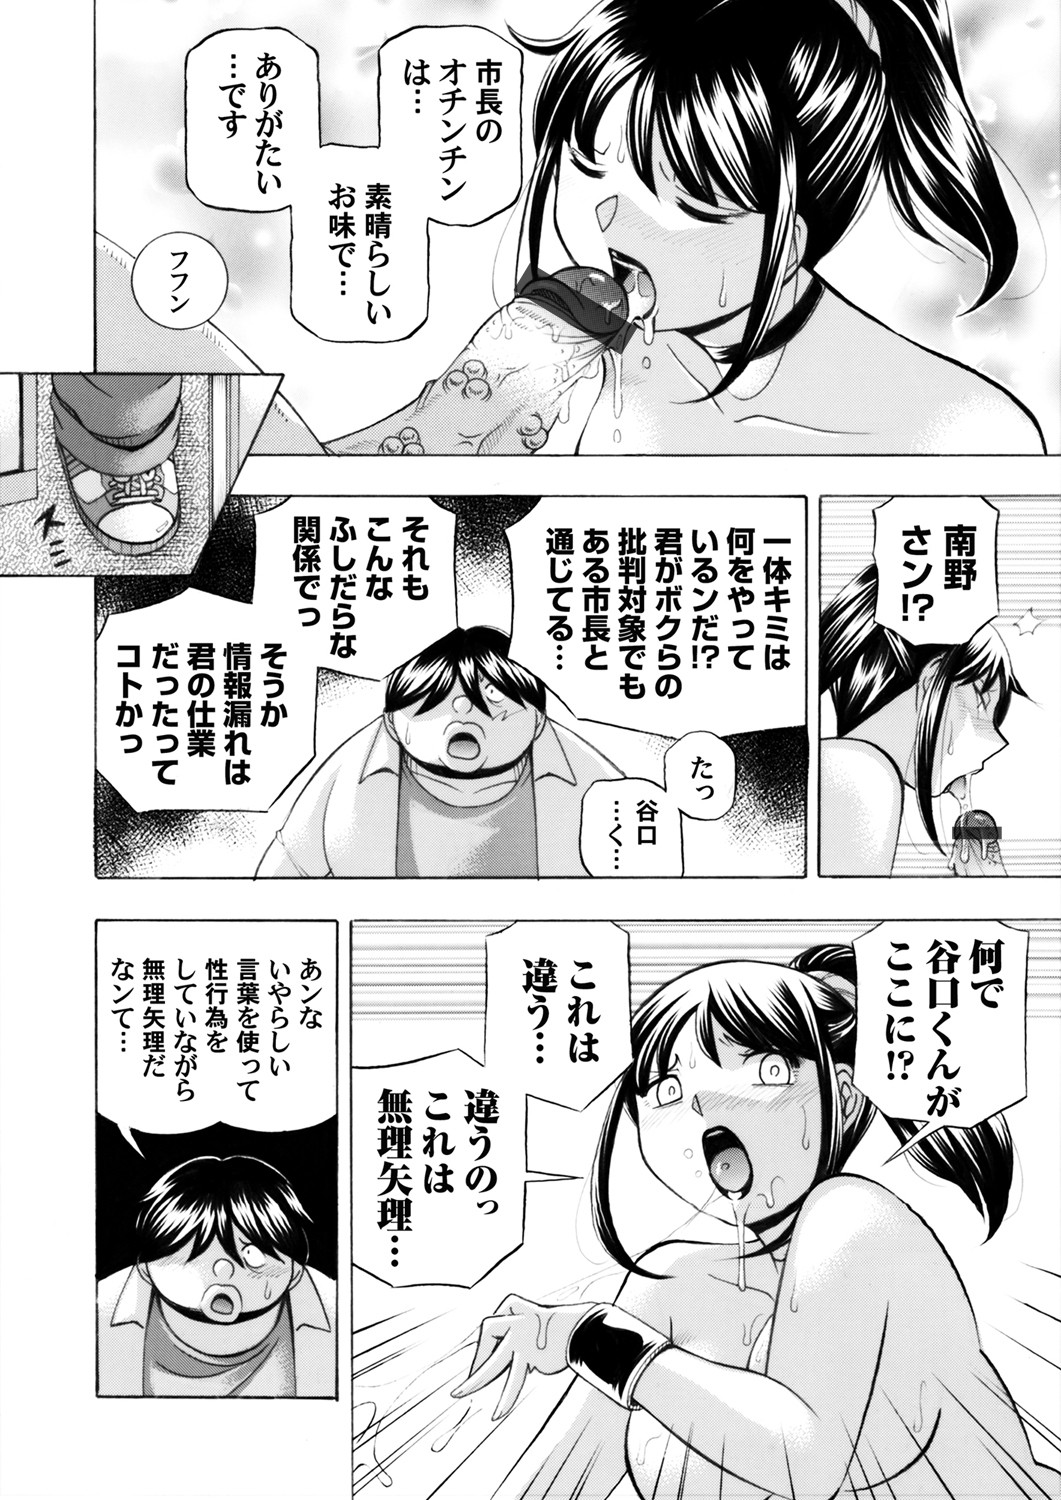 市長の
オチンチン
は…
素晴らしい
お味で…
ありがたい
…です
フフン
ズッ
南野
さン!?
一体キミは
何をやって
いるンだ!?
君がボクらの
批判対象でも
ある市長と
通じてる…
たっ
谷口
…く…
それも
こんな
ふしだらな
関係でっ
そうか
情報漏れは
君の仕業
だったって
コトかっ
何で
谷口くんが
ここに!?
これは
違う…
違うのっ
これは
無理矢理…
あンな
いやらしい
言葉を使って
性行為を
していながら
無理矢理だ
なンて…